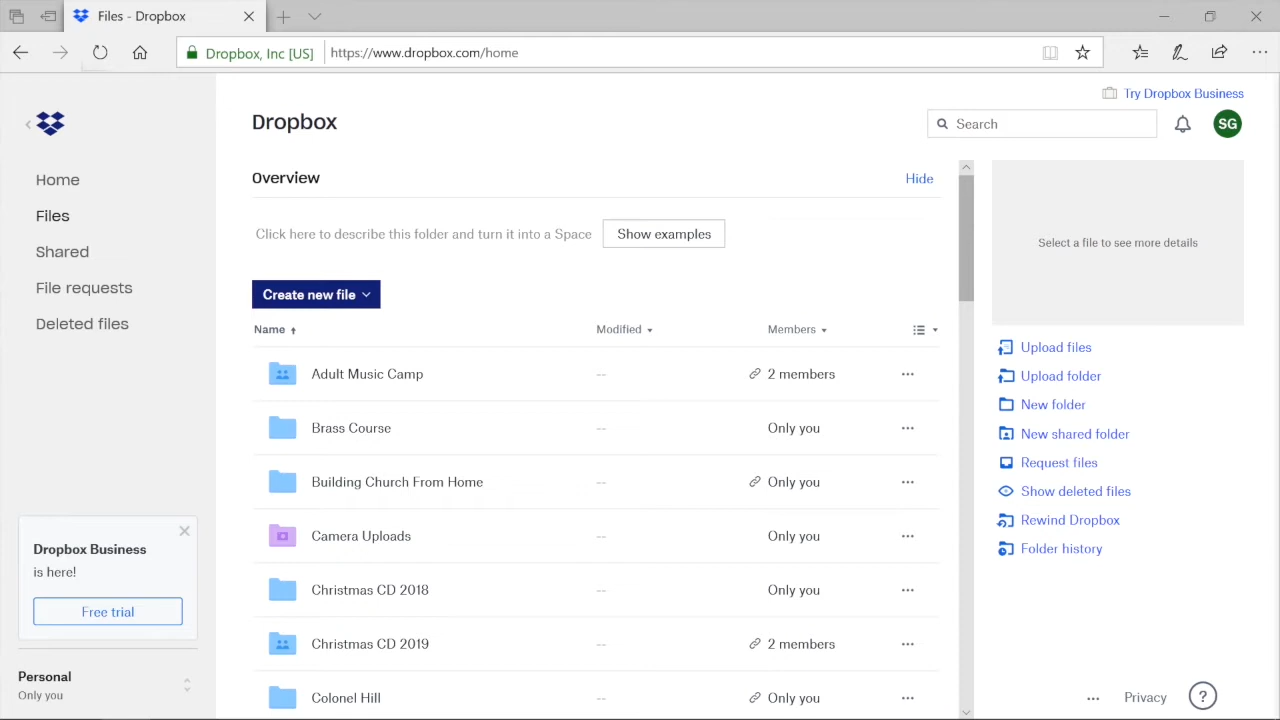 Files - Dropbox
Dropbox, Inc [US] https://www.dropbox.com/home
Try Dropbox Business
Dropbox
Search
SG
Home
Files
Shared
File requests
Deleted files
Overview
Hide
Click here to describe this folder and turn it into a Space
Show examples
Create new file
Name Modified Members
Adult Music Camp -- 2 members
Brass Course -- Only you
Building Church From Home -- Only you
Camera Uploads -- Only you
Christmas CD 2018 -- Only you
Christmas CD 2019 -- 2 members
Colonel Hill -- Only you
Select a file to see more details
Upload files
Upload folder
New folder
New shared folder
Request files
Show deleted files
Rewind Dropbox
Folder history
Dropbox Business
is here!
Free trial
Personal
Only you
Privacy
?